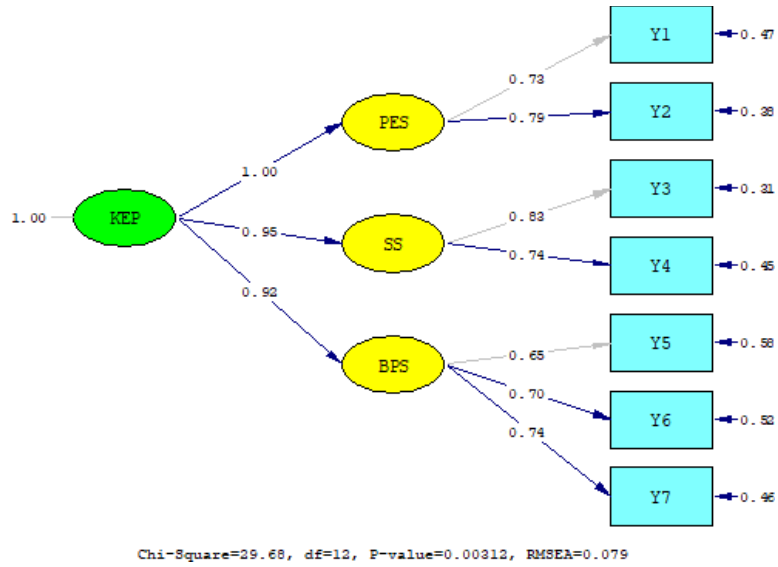 Y1
0.47
0.73
PES
0.79
Y2
0.38
1.00
Y3
0.31
1.00
KEP
0.95
0.83
SS
0.74
Y4
0.45
0.92
Y5
0.58
0.65
BPS
0.70
Y6
0.52
0.74
Y7
0.46
Chi-Square=29.68, df=12, P-value=0.00312, RMSEA=0.079